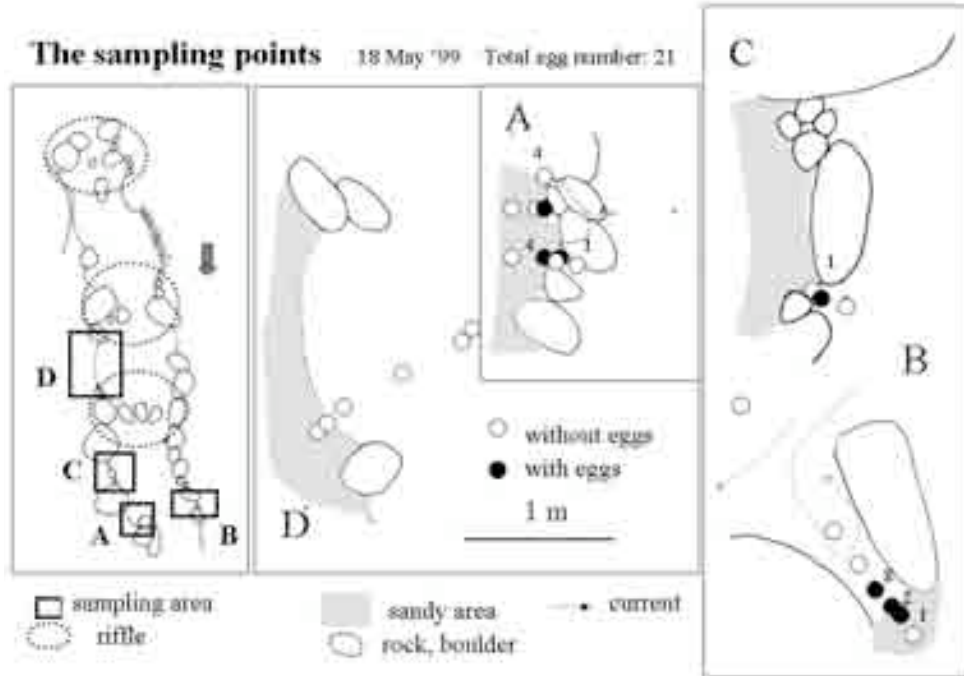 The sampling points 18 May '99 Total egg number: 21
A
4
4 1
C
1
B
D
C
A
B
D
without eggs
with eggs
1 m
1
sampling area
riffle
sandy area
rock, boulder
current